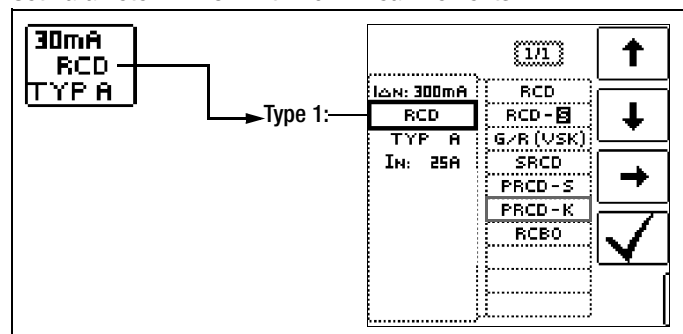 30mA
RCD
TYP A
Type 1:
1/1
I∆N: 300mA
RCD
TYP A
IN: 25A
RCD
RCD-S
G/R (VSK)
SRCD
PRCD-S
PRCD-K
RCBO